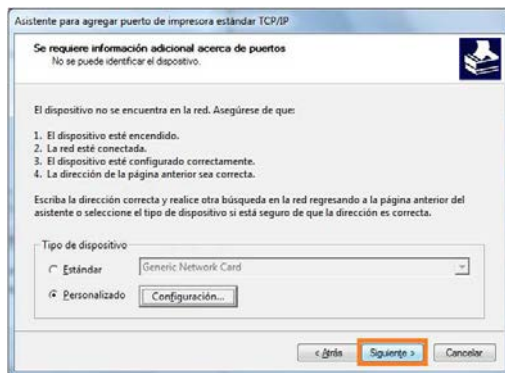 Asistente para agregar puerto de impresora estándar TCP/IP
Se requiere información adicional acerca de puertos
No se puede identificar el dispositivo.
El dispositivo no se encuentra en la red. Asegúrese de que:
1. El dispositivo esté encendido.
2. La red esté conectada.
3. El dispositivo esté configurado correctamente.
4. La dirección de la página anterior sea correcta.
Escriba la dirección correcta y realice otra búsqueda en la red regresando a la página anterior del
asistente o seleccione el tipo de dispositivo si está seguro de que la dirección es correcta.
Tipo de dispositivo
Estándar Generic Network Card
Personalizado Configuración...
< Atrás Siguiente > Cancelar